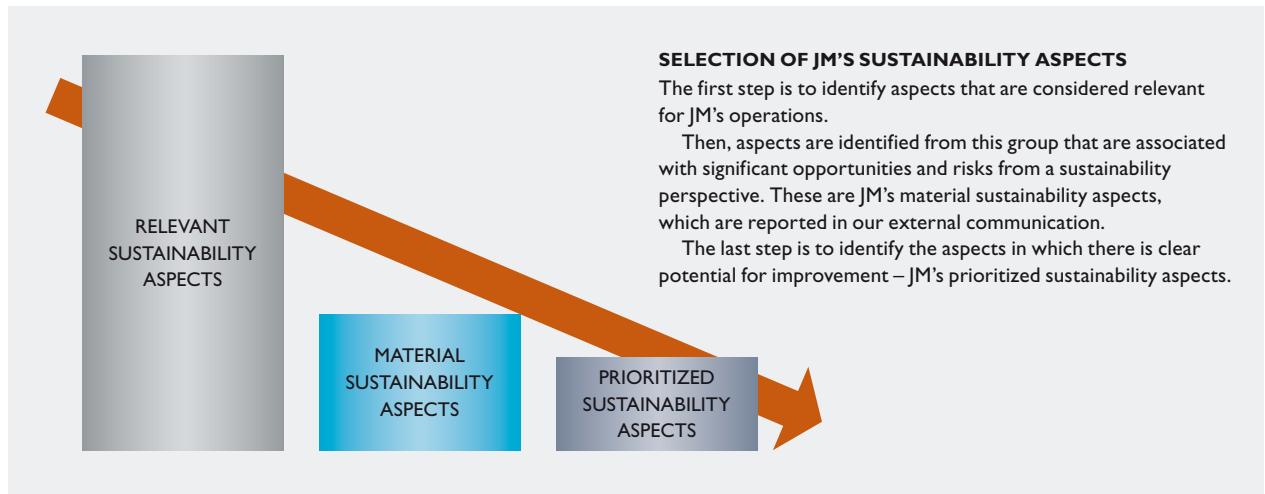 RELEVANT
SUSTAINABILITY
ASPECTS
MATERIAL
SUSTAINABILITY
ASPECTS
PRIORITIZED
SUSTAINABILITY
ASPECTS
SELECTION OF JM’S SUSTAINABILITY ASPECTS
The first step is to identify aspects that are considered relevant
for JM’s operations.
Then, aspects are identified from this group that are associated
with significant opportunities and risks from a sustainability
perspective. These are JM’s material sustainability aspects,
which are reported in our external communication.
The last step is to identify the aspects in which there is clear
potential for improvement – JM’s prioritized sustainability aspects.